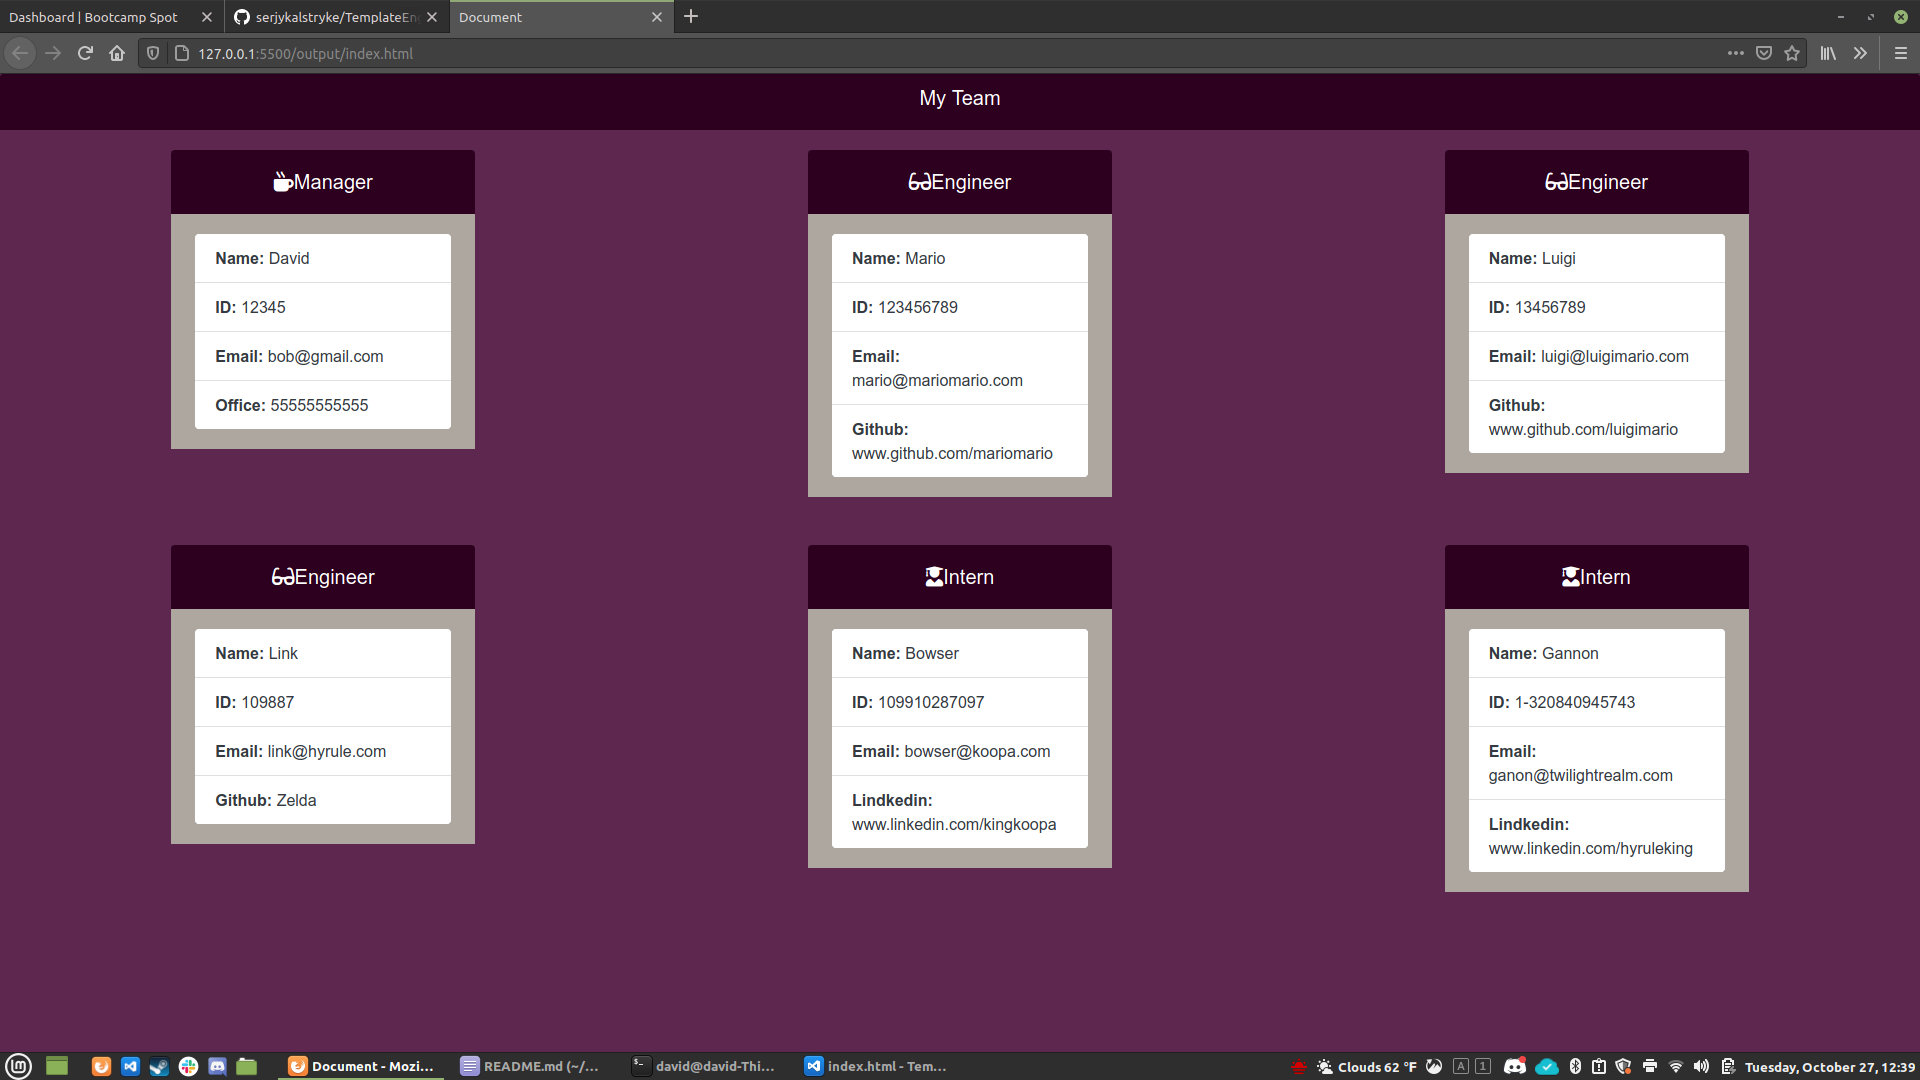 Dashboard | Bootcamp Spot
serjykalstryke/TemplateEn
Document
127.0.0.1:5500/output/index.html
My Team
Manager
Name: David
ID: 12345
Email: bob@gmail.com
Office: 55555555555
Engineer
Name: Mario
ID: 123456789
Email:
mario@mariomario.com
Github:
www.github.com/mariomario
Engineer
Name: Luigi
ID: 13456789
Email: luigi@luigimario.com
Github:
www.github.com/luigimario
Engineer
Name: Link
ID: 109887
Email: link@hyrule.com
Github: Zelda
Intern
Name: Bowser
ID: 109910287097
Email: bowser@koopa.com
Lindkedin:
www.linkedin.com/kingkoopa
Intern
Name: Gannon
ID: 1-320840945743
Email:
ganon@twilightrealm.com
Lindkedin:
www.linkedin.com/hyruleking
Document - Mozi...
README.md (~/...
david@david-Thi...
index.html - Tem...
Clouds 62 °F
A
1
Tuesday, October 27, 12:39